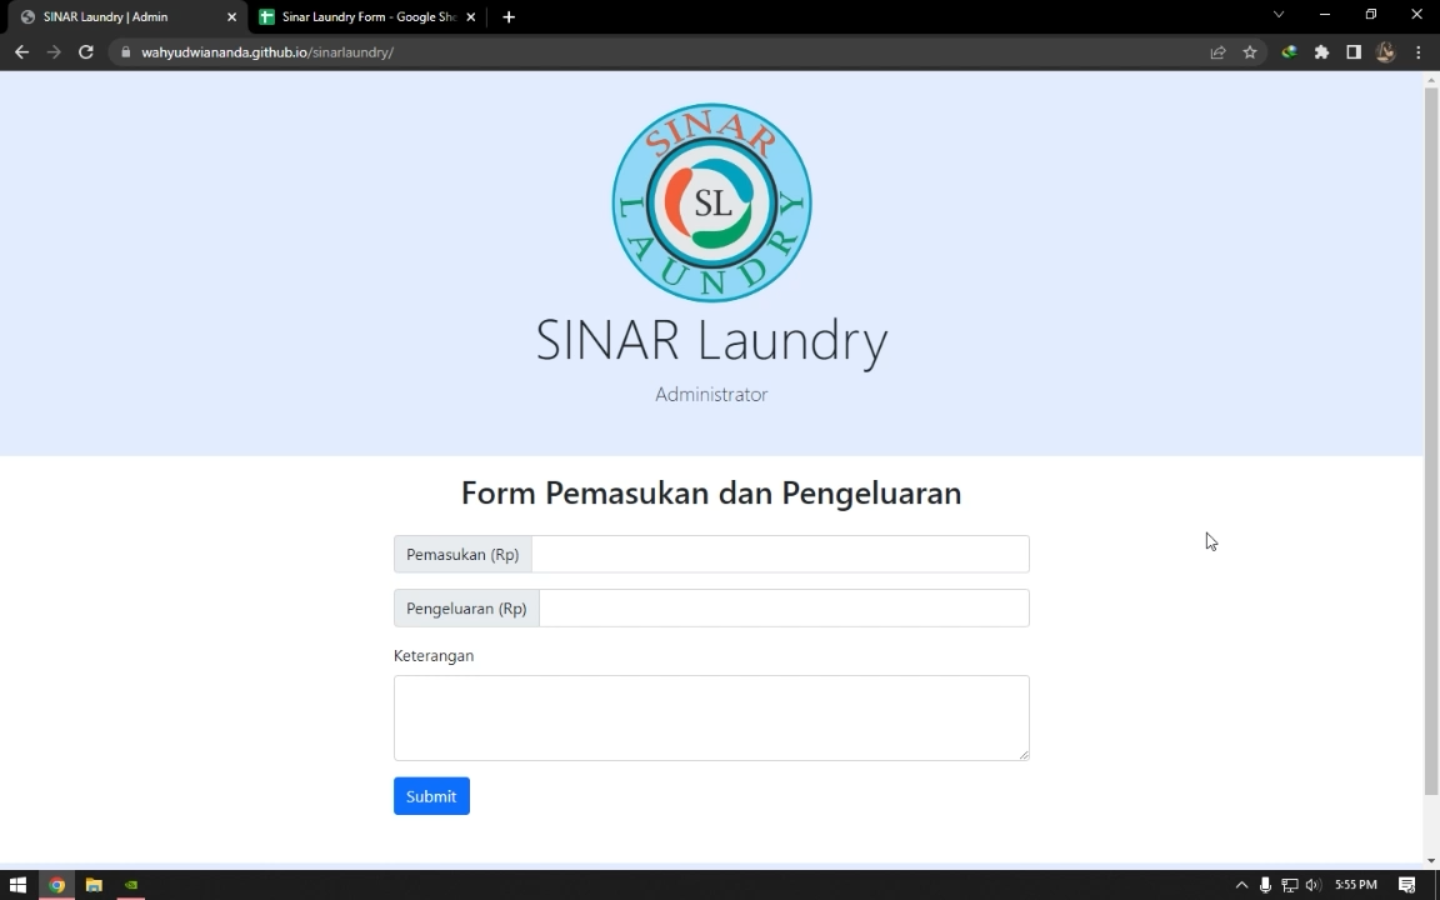 SINAR Laundry | Admin
Sinar Laundry Form - Google She
wahyudwiananda.github.io/sinarlaundry/
SINAR
LAUNDRY
SL
SINAR Laundry
Administrator
Form Pemasukan dan Pengeluaran
Pemasukan (Rp)
Pengeluaran (Rp)
Keterangan
Submit
5:55 PM